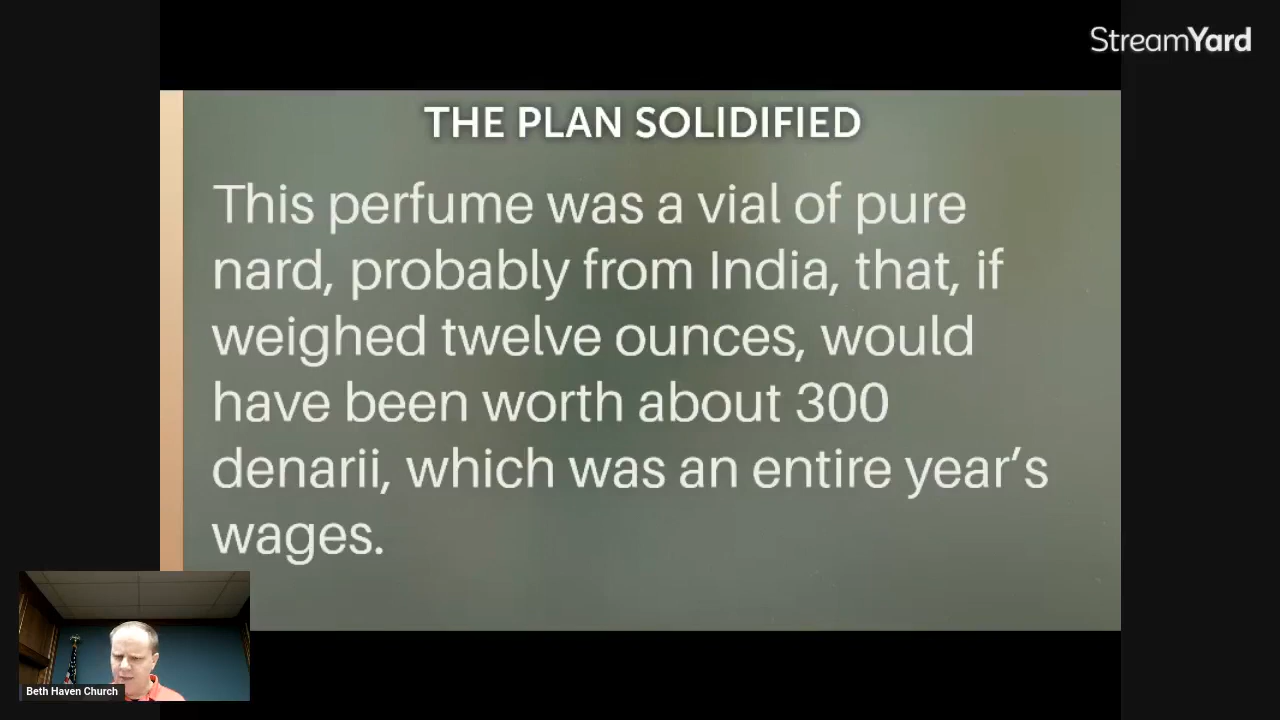 StreamYard
THE PLAN SOLIDIFIED
This perfume was a vial of pure
nard, probably from India, that, if
weighed twelve ounces, would
have been worth about 300
denarii, which was an entire year’s
wages.
Beth Haven Church